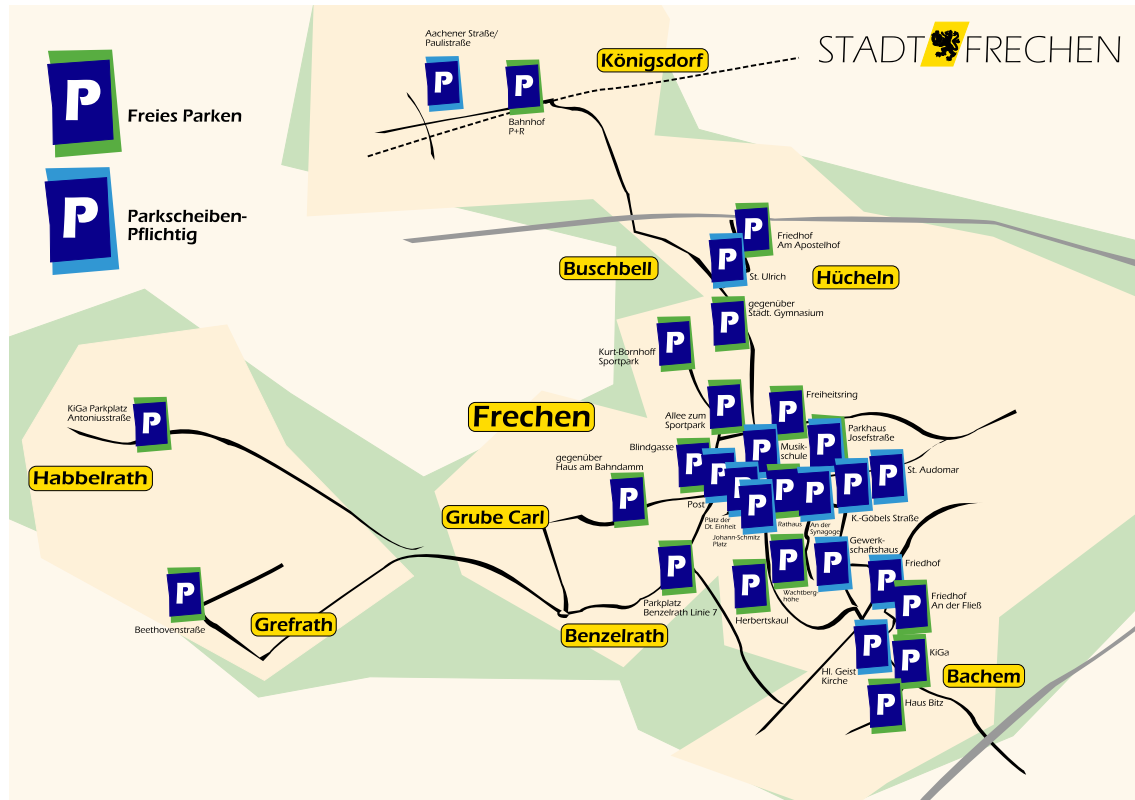 STADT FRECHEN
P
Freies Parken
P
Parkscheiben-
Pflichtig
Aachener Straße/
Paulistraße
P
P
Bahnhof
P+R
Königsdorf
P
Friedhof
Am Apostelhof
P
St. Ulrich
Buschbell
Hücheln
P
gegenüber
Städt. Gymnasium
P
Kurt-Bornhoff
Sportpark
P
Allee zum
Sportpark
P
Freiheitsring
Frechen
P
KiGa Parkplatz
Antoniusstraße
Habbelrath
P
Blindgasse
P
Musik-
schule
P
Parkhaus
Josefstraße
P
St. Audomar
gegenüber
Haus am Bahndamm
P
Grube Carl
P
Post
P
Platz der
Dt. Einheit
P
Johann-Schmitz
Platz
P
Rathaus
P
An der
Synagoge
P
K.-Göbels Straße
P
Gewerk-
schaftshaus
P
Wachtberg-
höhe
P
Herbertskaul
P
Parkplatz
Benzelrath Linie 7
Benzelrath
P
Beethovenstraße
Grefrath
P
Friedhof
P
Friedhof
An der Fließ
P
Hl. Geist
Kirche
P
KiGa
Bachem
P
Haus Bitz